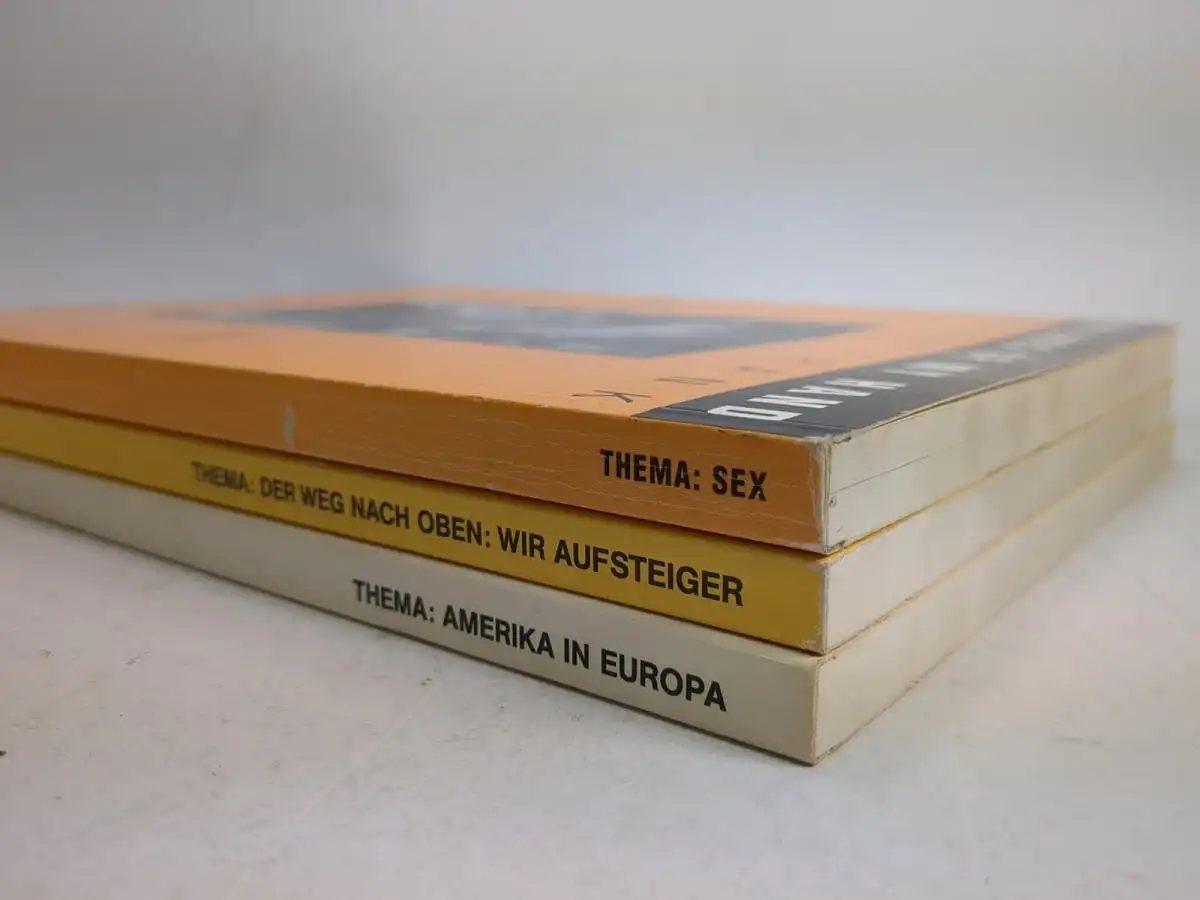 THEMA: SEX
THEMA: DER WEG NACH OBEN: WIR AUFSTEIGER
THEMA: AMERIKA IN EUROPA